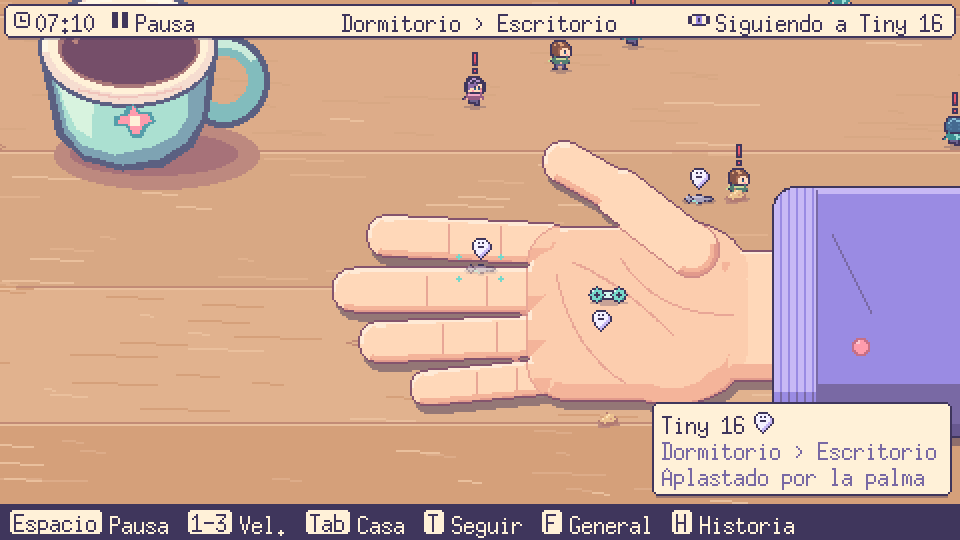 07:10 Pausa Dormitorio > Escritorio Siguiendo a Tiny 16
Tiny 16
Dormitorio > Escritorio
Aplastado por la palma
Espacio Pausa 1-3 Vel. Tab Casa T Seguir F General H Historia